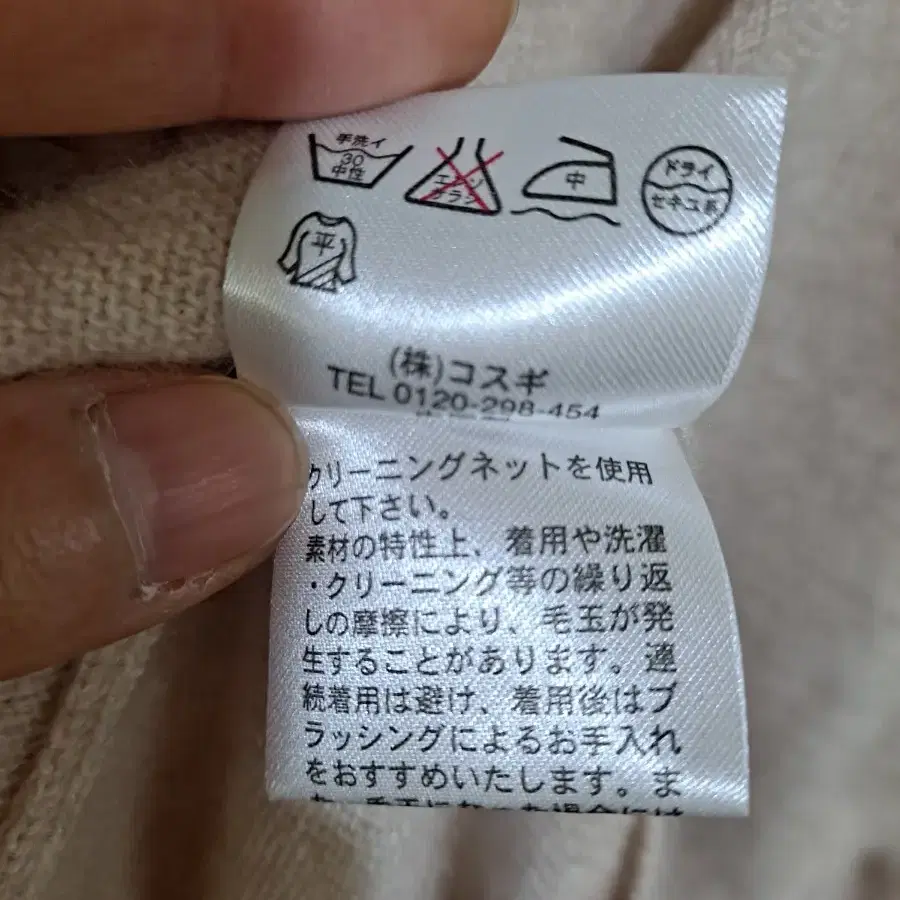 手洗イ
30
中性
エンソ
サラシ
中
ドライ
セキユ系
平
(株)コスギ
TEL 0120-298-454
クリーニングネットを使用
して下さい。
素材の特性上、着用や洗濯
・クリーニング等の繰り返
しの摩擦により、毛玉が発
生することがあります。連
続着用は避け、着用後はブ
ラッシングによるお手入れ
をおすすめいたします。ま